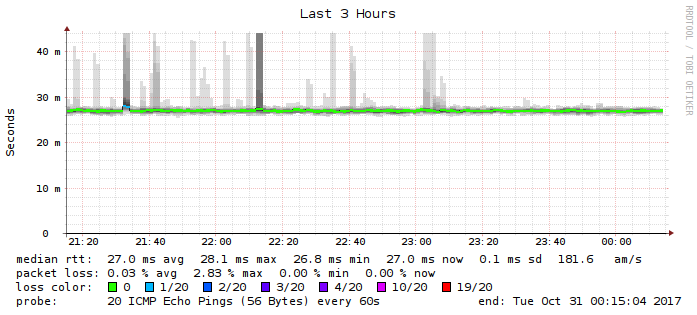 Last 3 Hours
RRDTOOL / TOBI OETIKER
Seconds
40 m
30 m
20 m
10 m
0
21:20 21:40 22:00 22:20 22:40 23:00 23:20 23:40 00:00
median rtt: 27.0 ms avg 28.1 ms max 26.8 ms min 27.0 ms now 0.1 ms sd 181.6 am/s
packet loss: 0.03 % avg 2.83 % max 0.00 % min 0.00 % now
loss color: 0 1/20 2/20 3/20 4/20 10/20 19/20
probe: 20 ICMP Echo Pings (56 Bytes) every 60s end: Tue Oct 31 00:15:04 2017